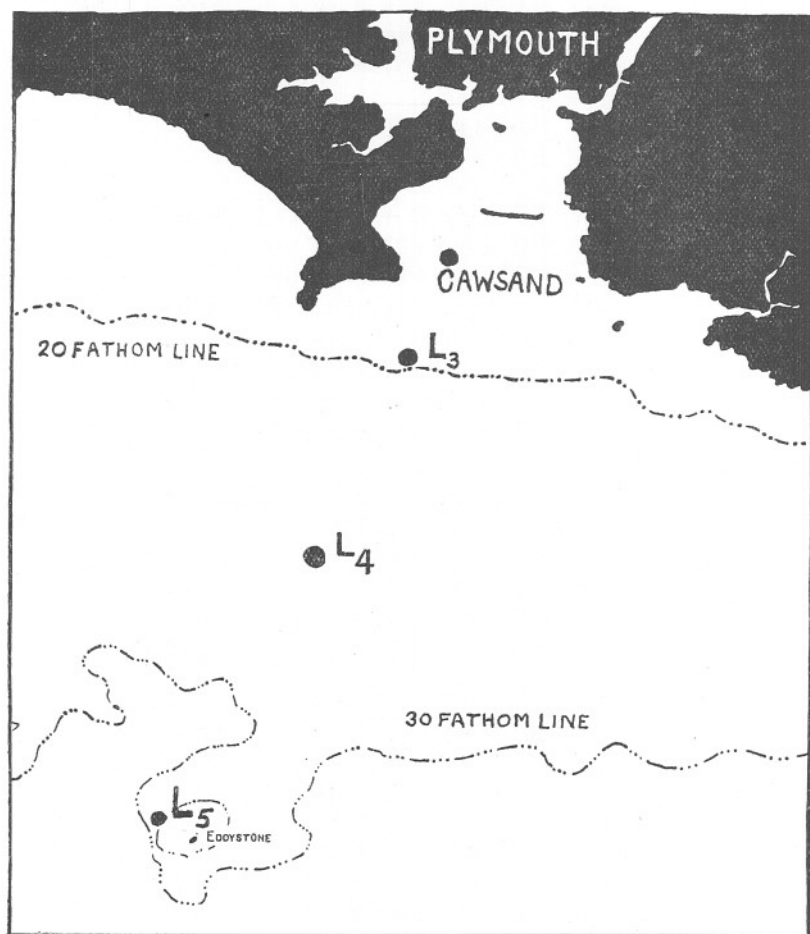 PLYMOUTH
CAWSAND
L3
20 FATHOM LINE
L4
30 FATHOM LINE
L5
EDDYSTONE